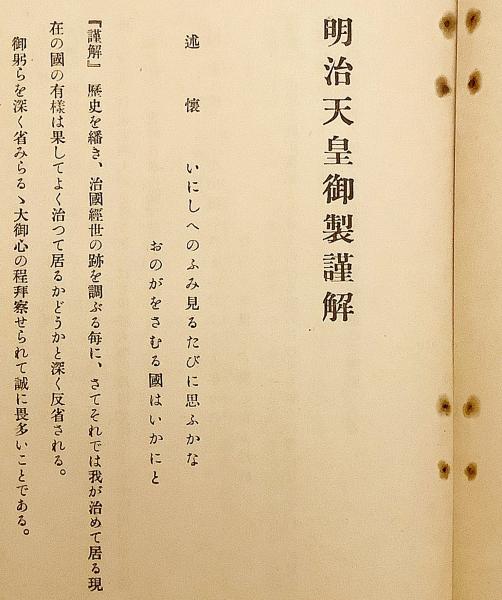 明治天皇御製謹解
述懐 いにしへのふみ見るたびに思ふかな
おのがをさむる國はいかにと
『謹解』 歷史を繙き、治國經世の跡を調ぶる每に、さてそれでは我が治めて居る現
在の國の有樣は果してよく治つて居るかどうかと深く反省される。
御躬らを深く省みらるゝ大御心の程拜察せられて誠に畏多いことである。